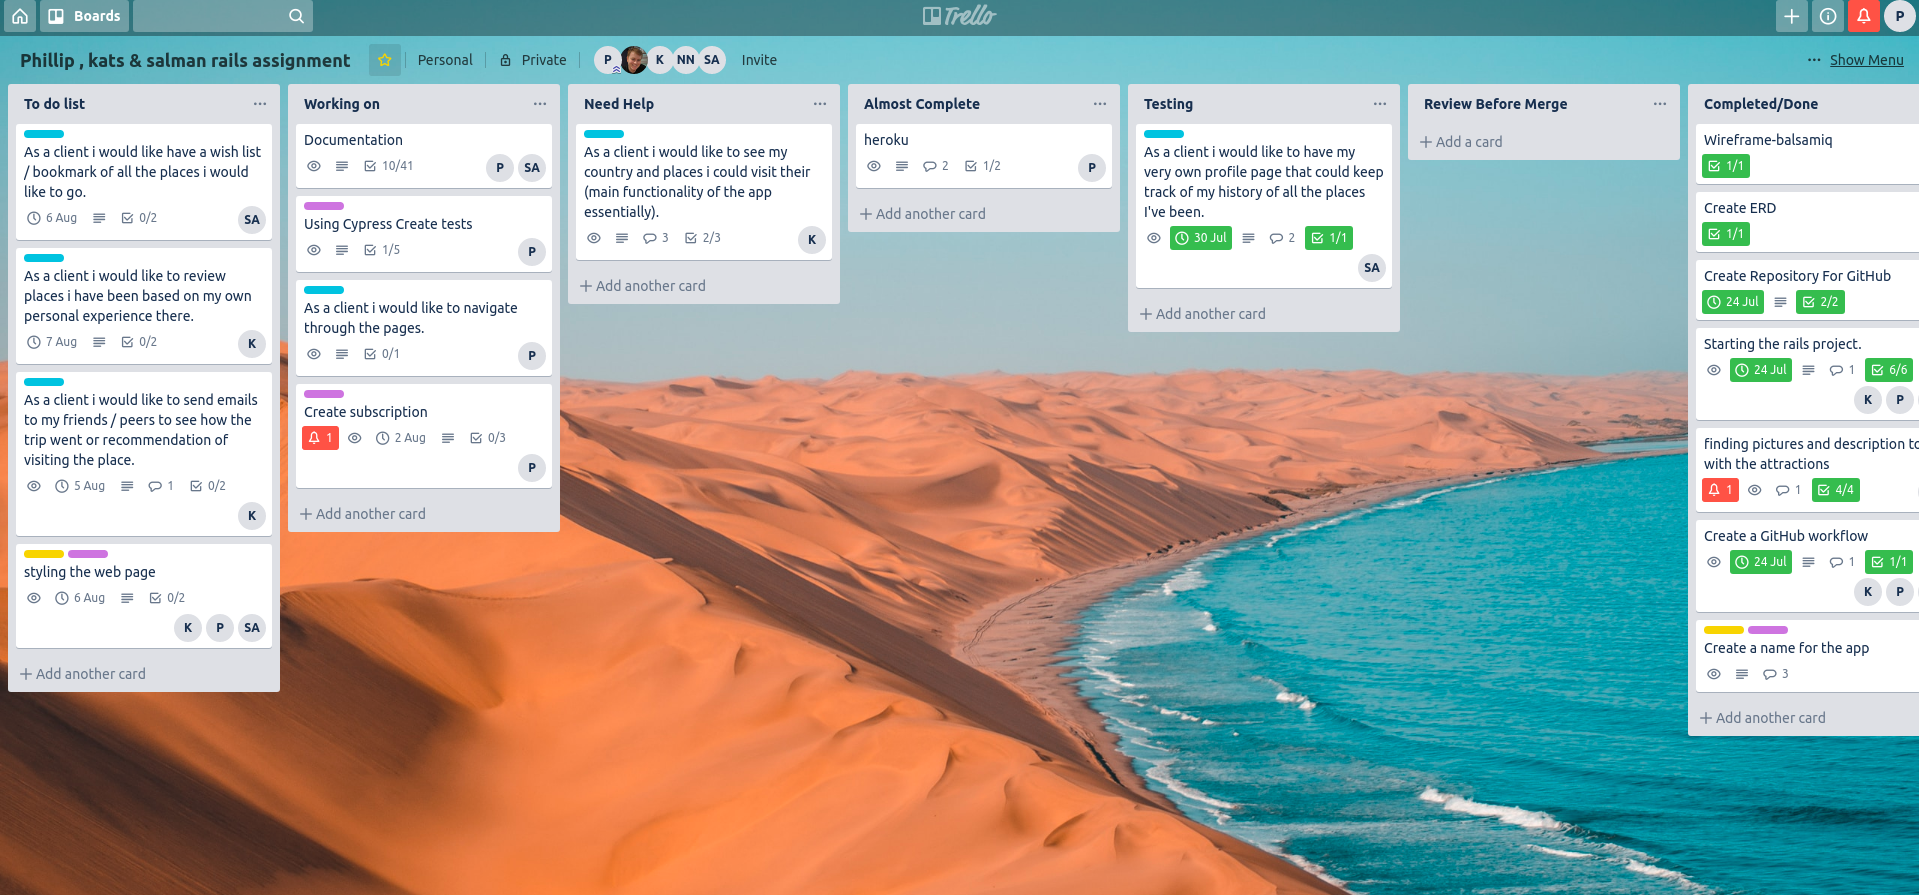 Boards
Trello
P
Phillip , kats & salman rails assignment
Personal
Private
P K NN SA
Invite
Show Menu
To do list
As a client i would like have a wish list
/ bookmark of all the places i would
like to go.
6 Aug 0/2
SA
As a client i would like to review
places i have been based on my own
personal experience there.
7 Aug 0/2
K
As a client i would like to send emails
to my friends / peers to see how the
trip went or recommendation of
visiting the place.
5 Aug 1 0/2
K
styling the web page
6 Aug 0/2
K P SA
+ Add another card
Working on
Documentation
10/41
P SA
Using Cypress Create tests
1/5
P
As a client i would like to navigate
through the pages.
0/1
P
Create subscription
1 2 Aug 0/3
P
+ Add another card
Need Help
As a client i would like to see my
country and places i could visit their
(main functionality of the app
essentially).
3 2/3
K
+ Add another card
Almost Complete
heroku
2 1/2
P
+ Add another card
Testing
As a client i would like to have my
very own profile page that could keep
track of my history of all the places
I've been.
30 Jul 2 1/1
SA
+ Add another card
Review Before Merge
+ Add a card
Completed/Done
Wireframe-balsamiq
1/1
Create ERD
1/1
Create Repository For GitHub
24 Jul 2/2
Starting the rails project.
24 Jul 1 6/6
K P
finding pictures and description to
with the attractions
1 1 4/4
Create a GitHub workflow
24 Jul 1 1/1
K P
Create a name for the app
3
+ Add another card